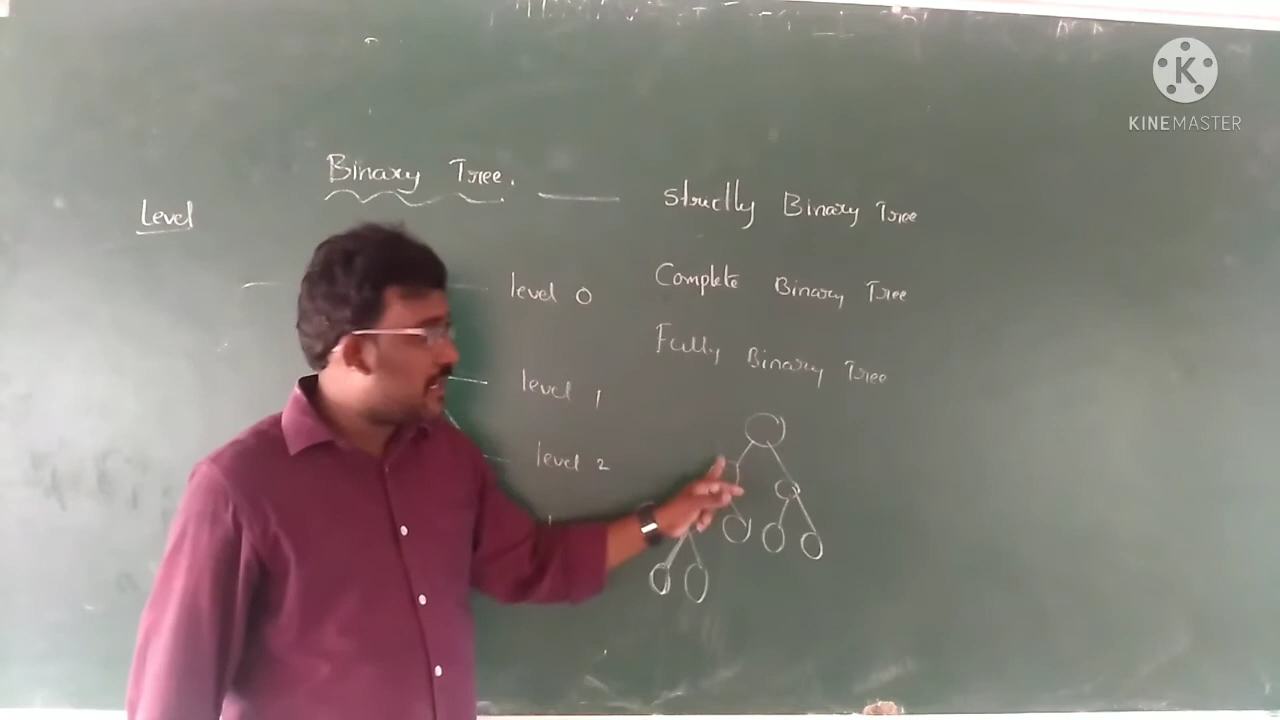 Binary Tree.
Level
level 0
level 1
level 2
Strictly Binary Tree
Complete Binary Tree
Fully Binary Tree
K
KINEMASTER